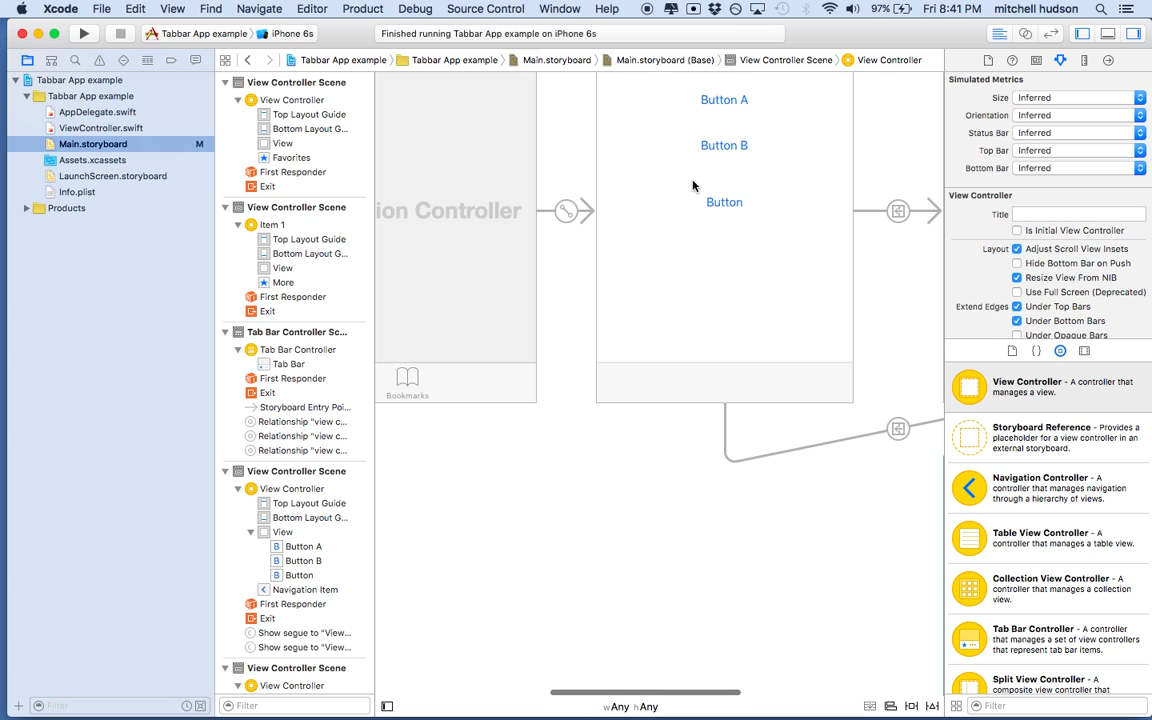 Xcode File Edit View Find Navigate Editor Product Debug Source Control Window Help 97% Fri 8:41 PM mitchell hudson
Tabbar App example iPhone 6s Finished running Tabbar App example on iPhone 6s
Tabbar App example Tabbar App example Main.storyboard Main.storyboard (Base) View Controller Scene View Controller
Tabbar App example
Tabbar App example
AppDelegate.swift
ViewController.swift
Main.storyboard M
Assets.xcassets
LaunchScreen.storyboard
Info.plist
Products
Filter
View Controller Scene
View Controller
Top Layout Guide
Bottom Layout G...
View
Favorites
First Responder
Exit
View Controller Scene
Item 1
Top Layout Guide
Bottom Layout G...
View
More
First Responder
Exit
Tab Bar Controller Sc...
Tab Bar Controller
Tab Bar
First Responder
Exit
Storyboard Entry Poi...
Relationship "view c...
Relationship "view c...
Relationship "view c...
View Controller Scene
View Controller
Top Layout Guide
Bottom Layout G...
View
B Button A
B Button B
B Button
Navigation Item
First Responder
Exit
Show segue to "View...
Show segue to "View...
View Controller Scene
View Controller
Filter
ion Controller
Bookmarks
Button A
Button B
Button
wAny hAny
Simulated Metrics
Size Inferred
Orientation Inferred
Status Bar Inferred
Top Bar Inferred
Bottom Bar Inferred
View Controller
Title
Is Initial View Controller
Layout Adjust Scroll View Insets
Hide Bottom Bar on Push
Resize View From NIB
Use Full Screen (Deprecated)
Extend Edges Under Top Bars
Under Bottom Bars
Under Opaque Bars
View Controller - A controller that
manages a view.
Storyboard Reference - Provides a
placeholder for a view controller in an
external storyboard.
Navigation Controller - A
controller that manages navigation
through a hierarchy of views.
Table View Controller - A
controller that manages a table view.
Collection View Controller - A
controller that manages a collection
view.
Tab Bar Controller - A controller
that manages a set of view controllers
that represent tab bar items.
Split View Controller - A
composite view controller that
Filter